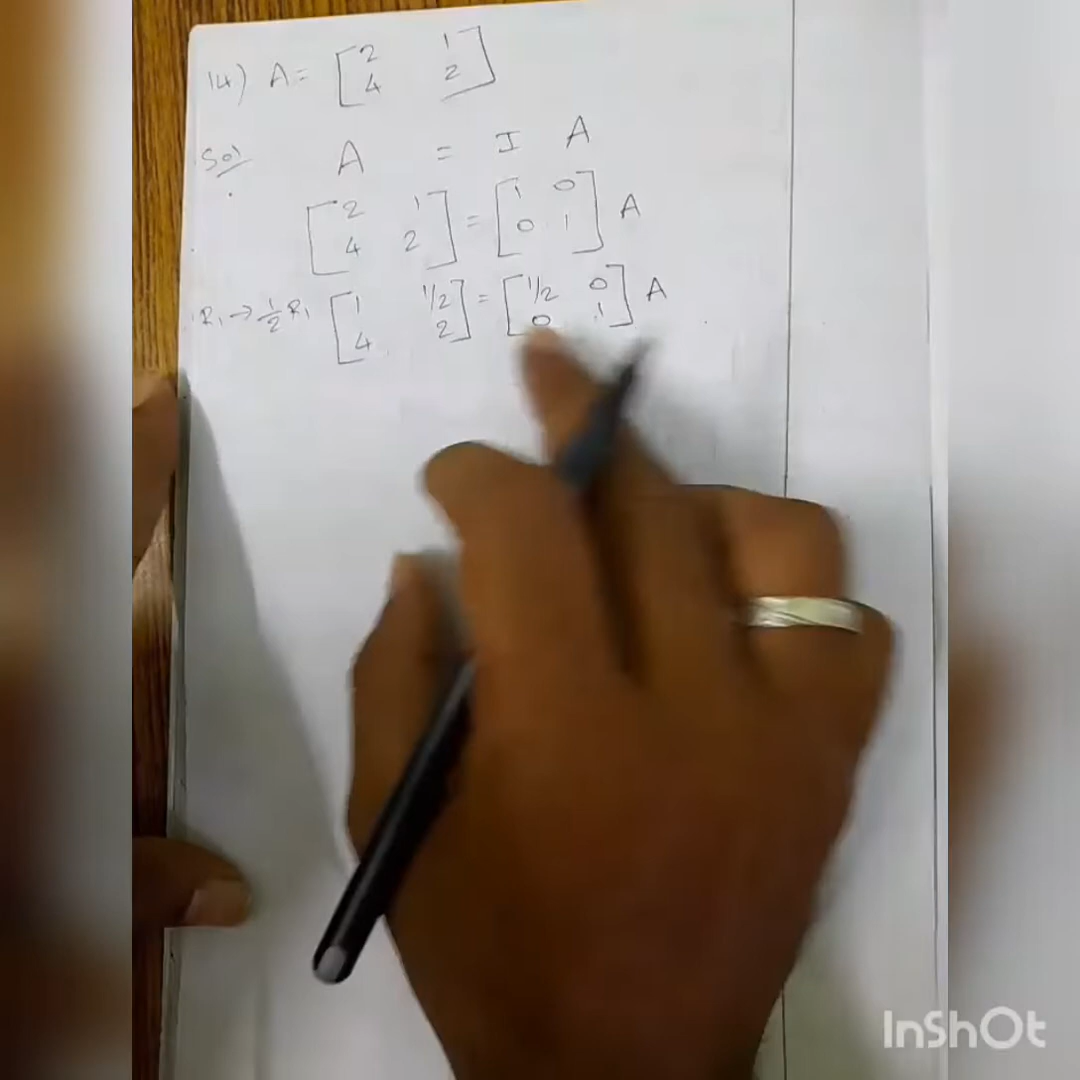 14) A = [2 1
4 2]
Sol A = I A
[2 1
4 2] = [1 0
0 1] A
R₁ → 1/2 R₁ [1 1/2
4 2] = [1/2 0
0 1] A
InShOt